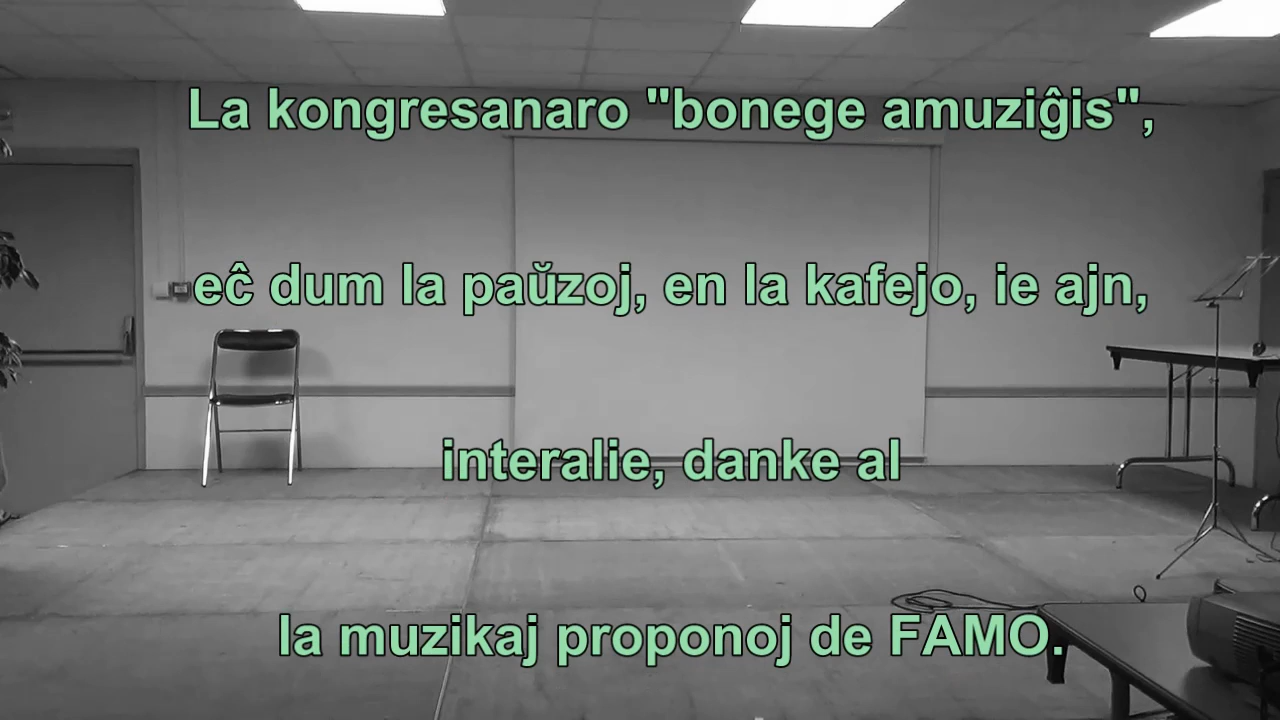 La kongresanaro "bonege amuziĝis",
eĉ dum la paŭzoj, en la kafejo, ie ajn,
interalie, danke al
la muzikaj proponoj de FAMO.